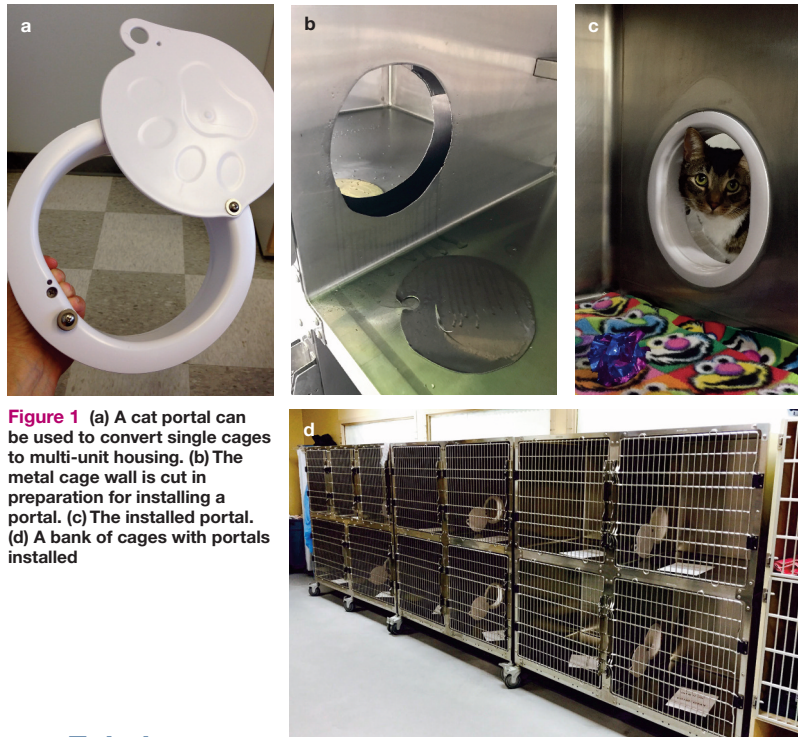 a
b
c
Figure 1 (a) A cat portal can
be used to convert single cages
to multi-unit housing. (b) The
metal cage wall is cut in
preparation for installing a
portal. (c) The installed portal.
(d) A bank of cages with portals
installed
d